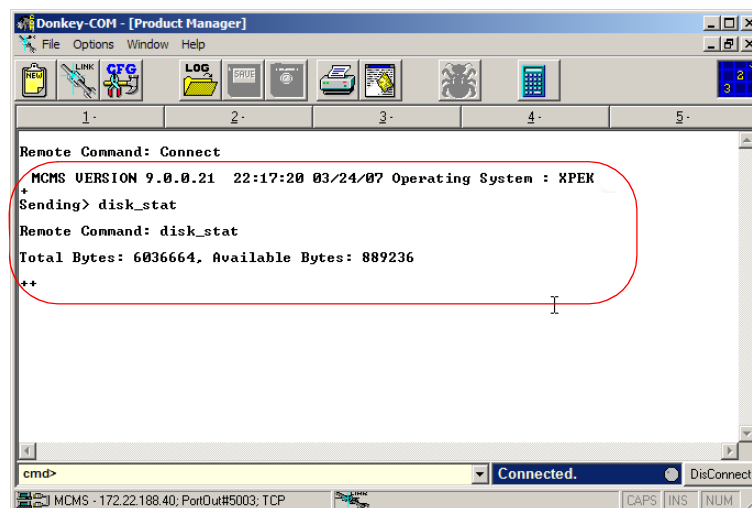 Donkey-COM - [Product Manager]
File Options Window Help
NEW LINK CFG LOG SAVE 2 3
1 - 2 - 3 - 4 - 5 -
Remote Command: Connect
MCMS VERSION 9.0.0.21 22:17:20 03/24/07 Operating System : XPEK
+
Sending> disk_stat
Remote Command: disk_stat
Total Bytes: 6036664, Available Bytes: 889236
++
cmd> Connected. DisConnect
MCMS - 172.22.188.40; PortOut#5003; TCP LINK CAPS INS NUM